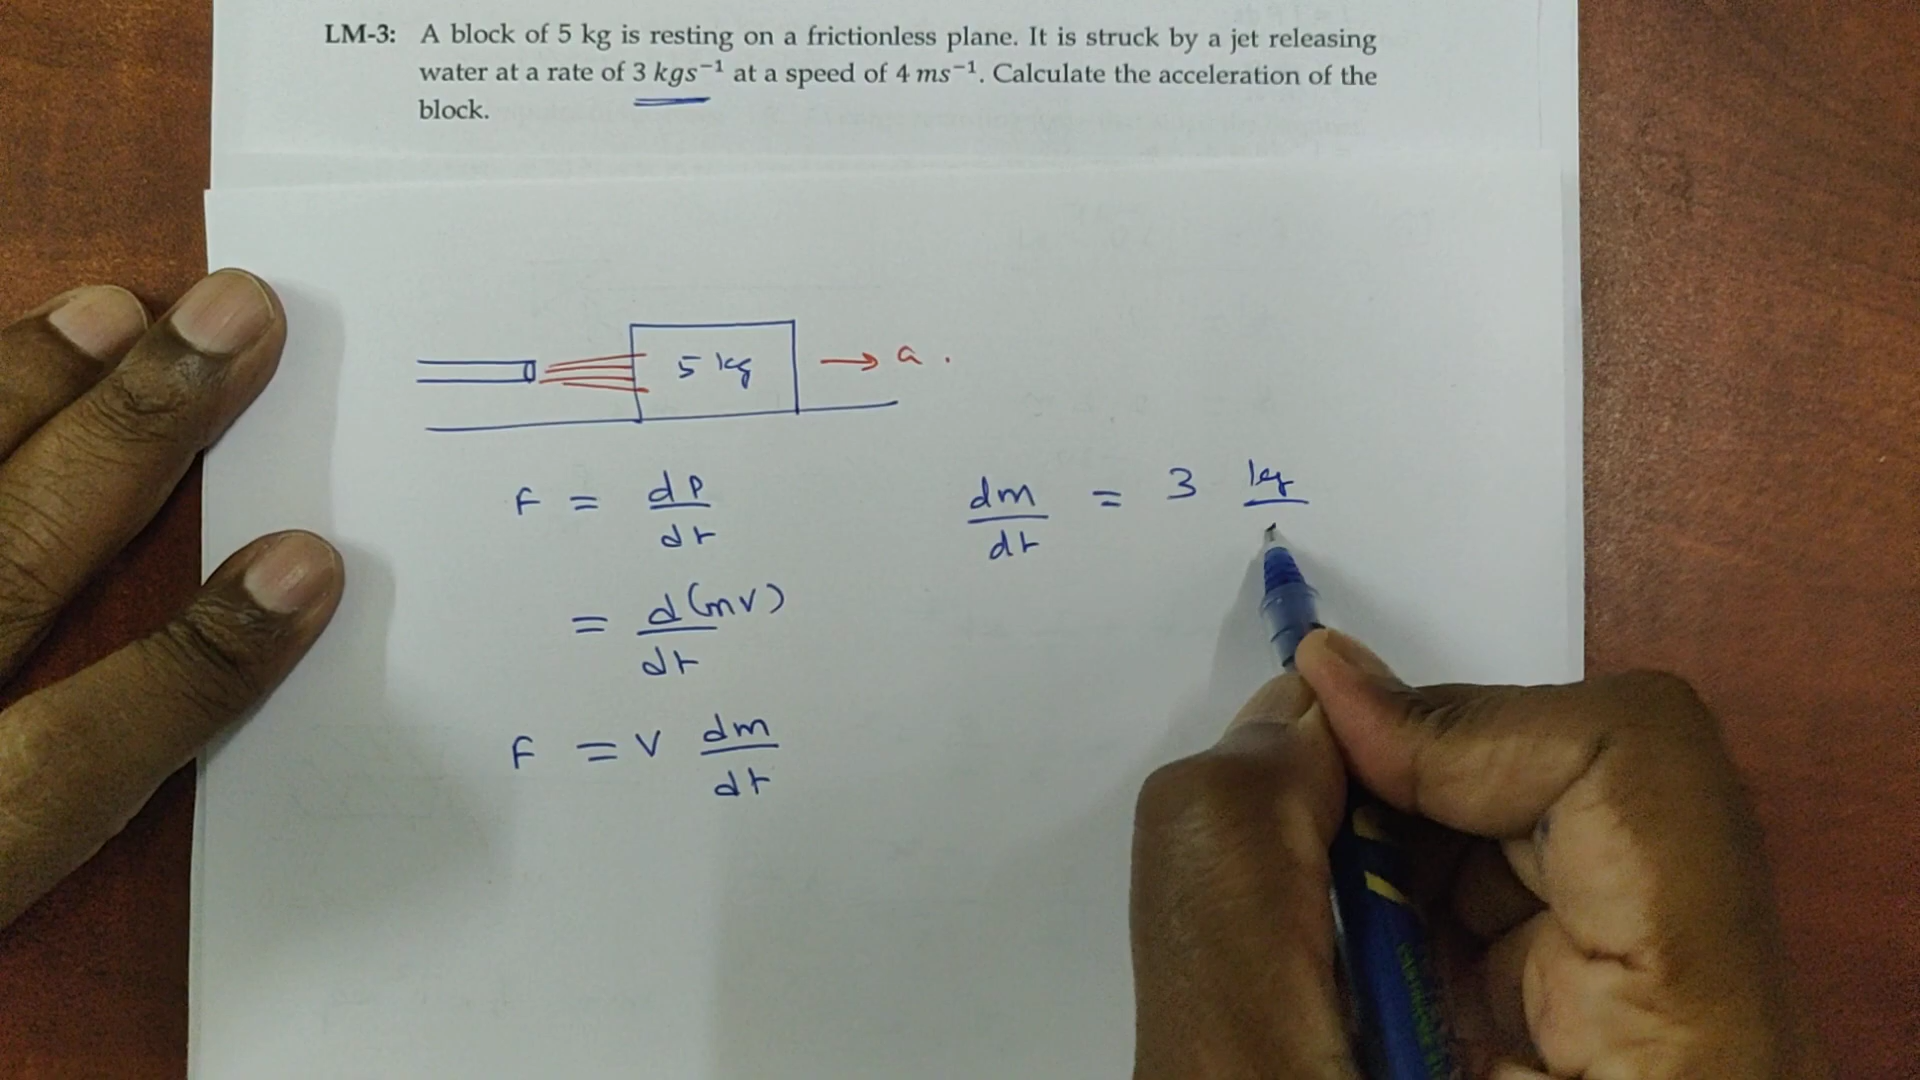 LM-3: A block of 5 kg is resting on a frictionless plane. It is struck by a jet releasing
water at a rate of 3 kgs⁻¹ at a speed of 4 ms⁻¹. Calculate the acceleration of the
block.
5 kg → a .
F = dP/dt
dm/dt = 3 kg/
= d(mv)/dt
F = v dm/dt